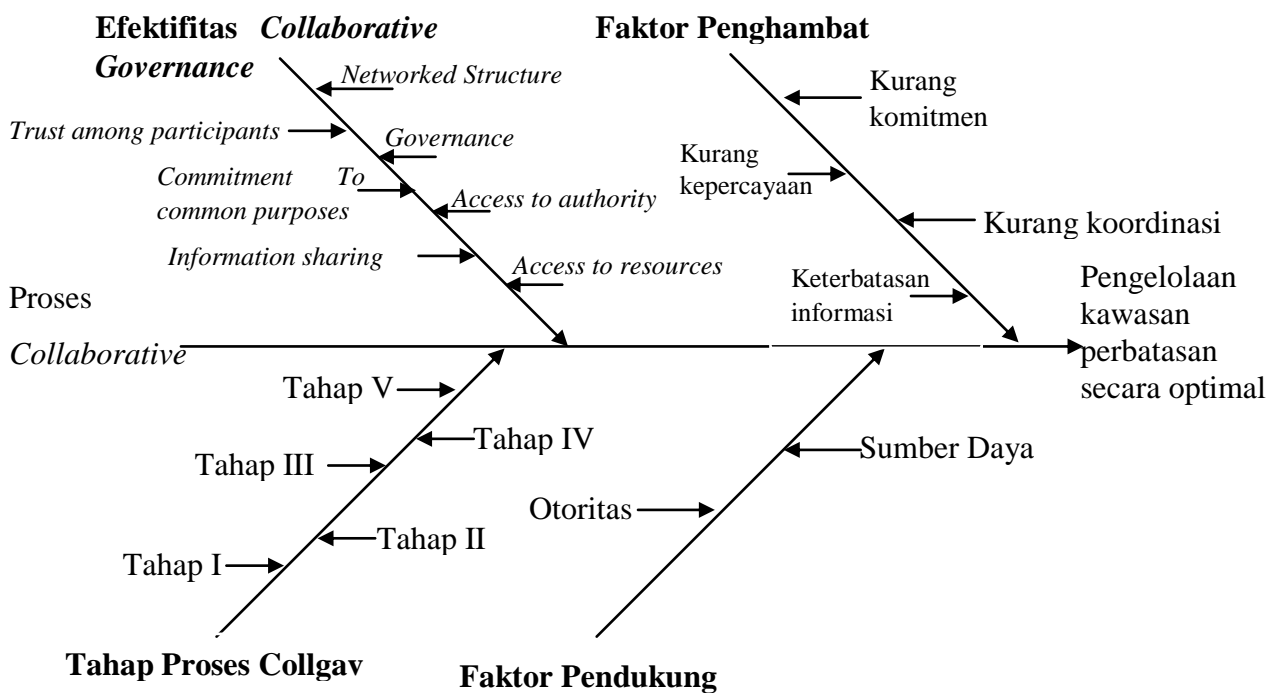 Efektifitas Collaborative
Governance
Faktor Penghambat
Networked Structure
Trust among participants
Governance
Commitment To
common purposes
Access to authority
Information sharing
Access to resources
Kurang
komitmen
Kurang
kepercayaan
Kurang koordinasi
Keterbatasan
informasi
Proses
Collaborative
Pengelolaan
kawasan
perbatasan
secara optimal
Tahap V
Tahap IV
Tahap III
Tahap II
Tahap I
Sumber Daya
Otoritas
Tahap Proses Collgav
Faktor Pendukung